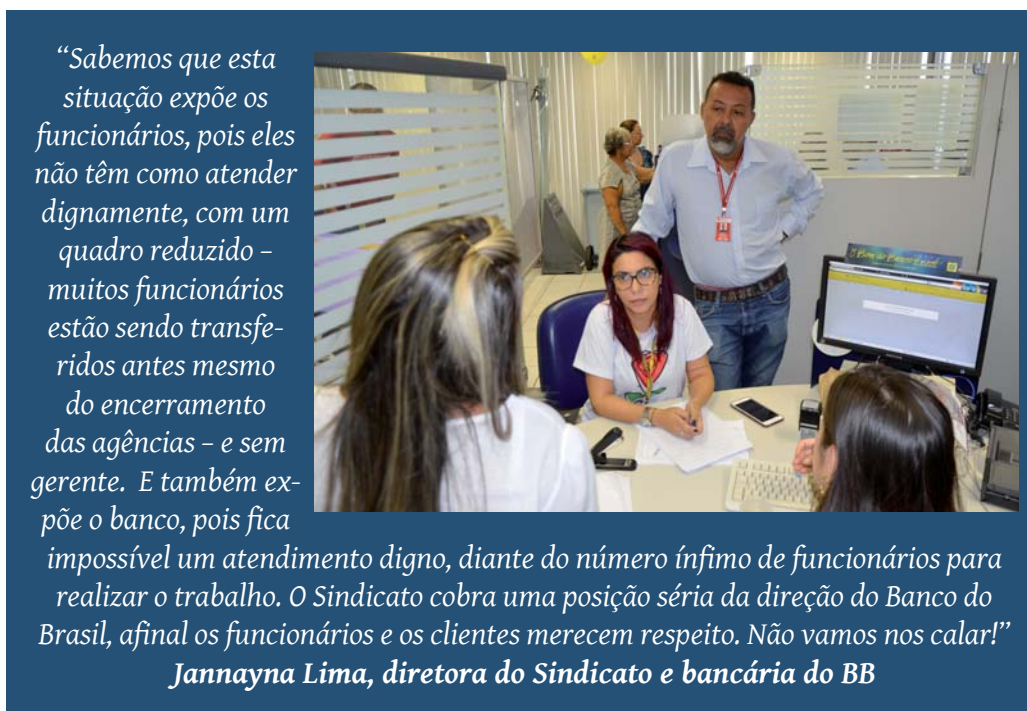 “Sabemos que esta
situação expõe os
funcionários, pois eles
não têm como atender
dignamente, com um
quadro reduzido –
muitos funcionários
estão sendo transfe-
ridos antes mesmo
do encerramento
das agências – e sem
gerente.  E também ex-
põe o banco, pois fica
impossível um atendimento digno, diante do número ínfimo de funcionários para
realizar o trabalho. O Sindicato cobra uma posição séria da direção do Banco do
Brasil, afinal os funcionários e os clientes merecem respeito. Não vamos nos calar!”
Jannayna Lima, diretora do Sindicato e bancária do BB